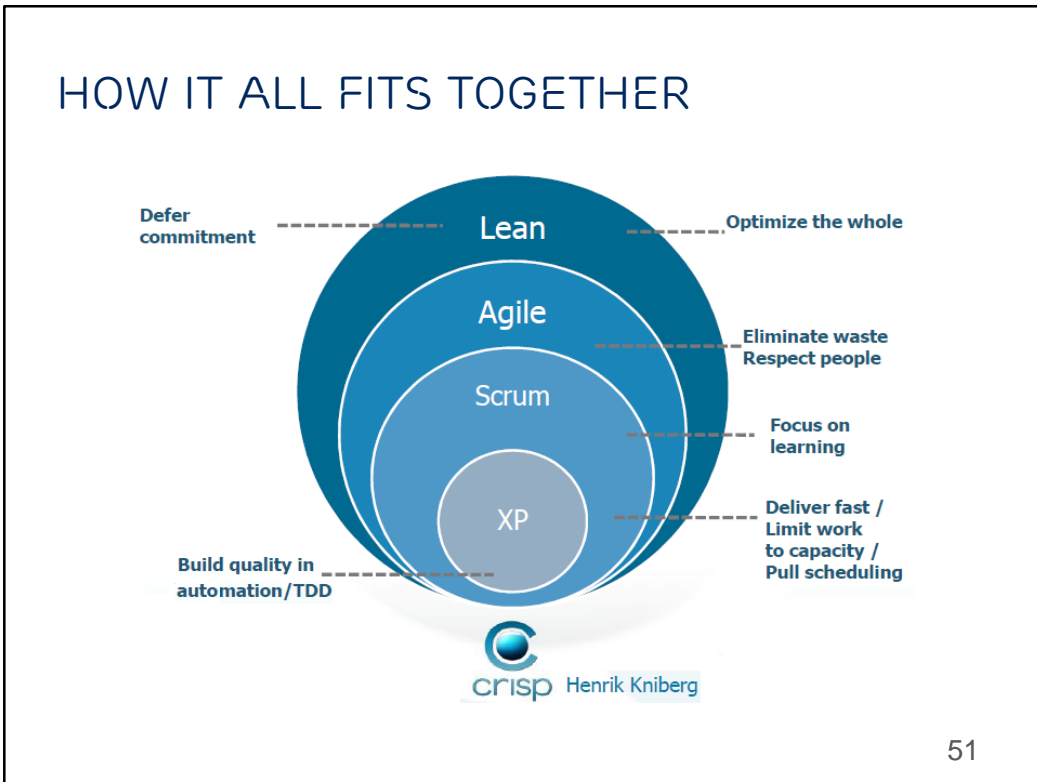 HOW IT ALL FITS TOGETHER
Defer
commitment
Lean
Optimize the whole
Agile
Eliminate waste
Respect people
Scrum
Focus on
learning
XP
Deliver fast /
Limit work
to capacity /
Pull scheduling
Build quality in
automation/TDD
crisp Henrik Kniberg
51